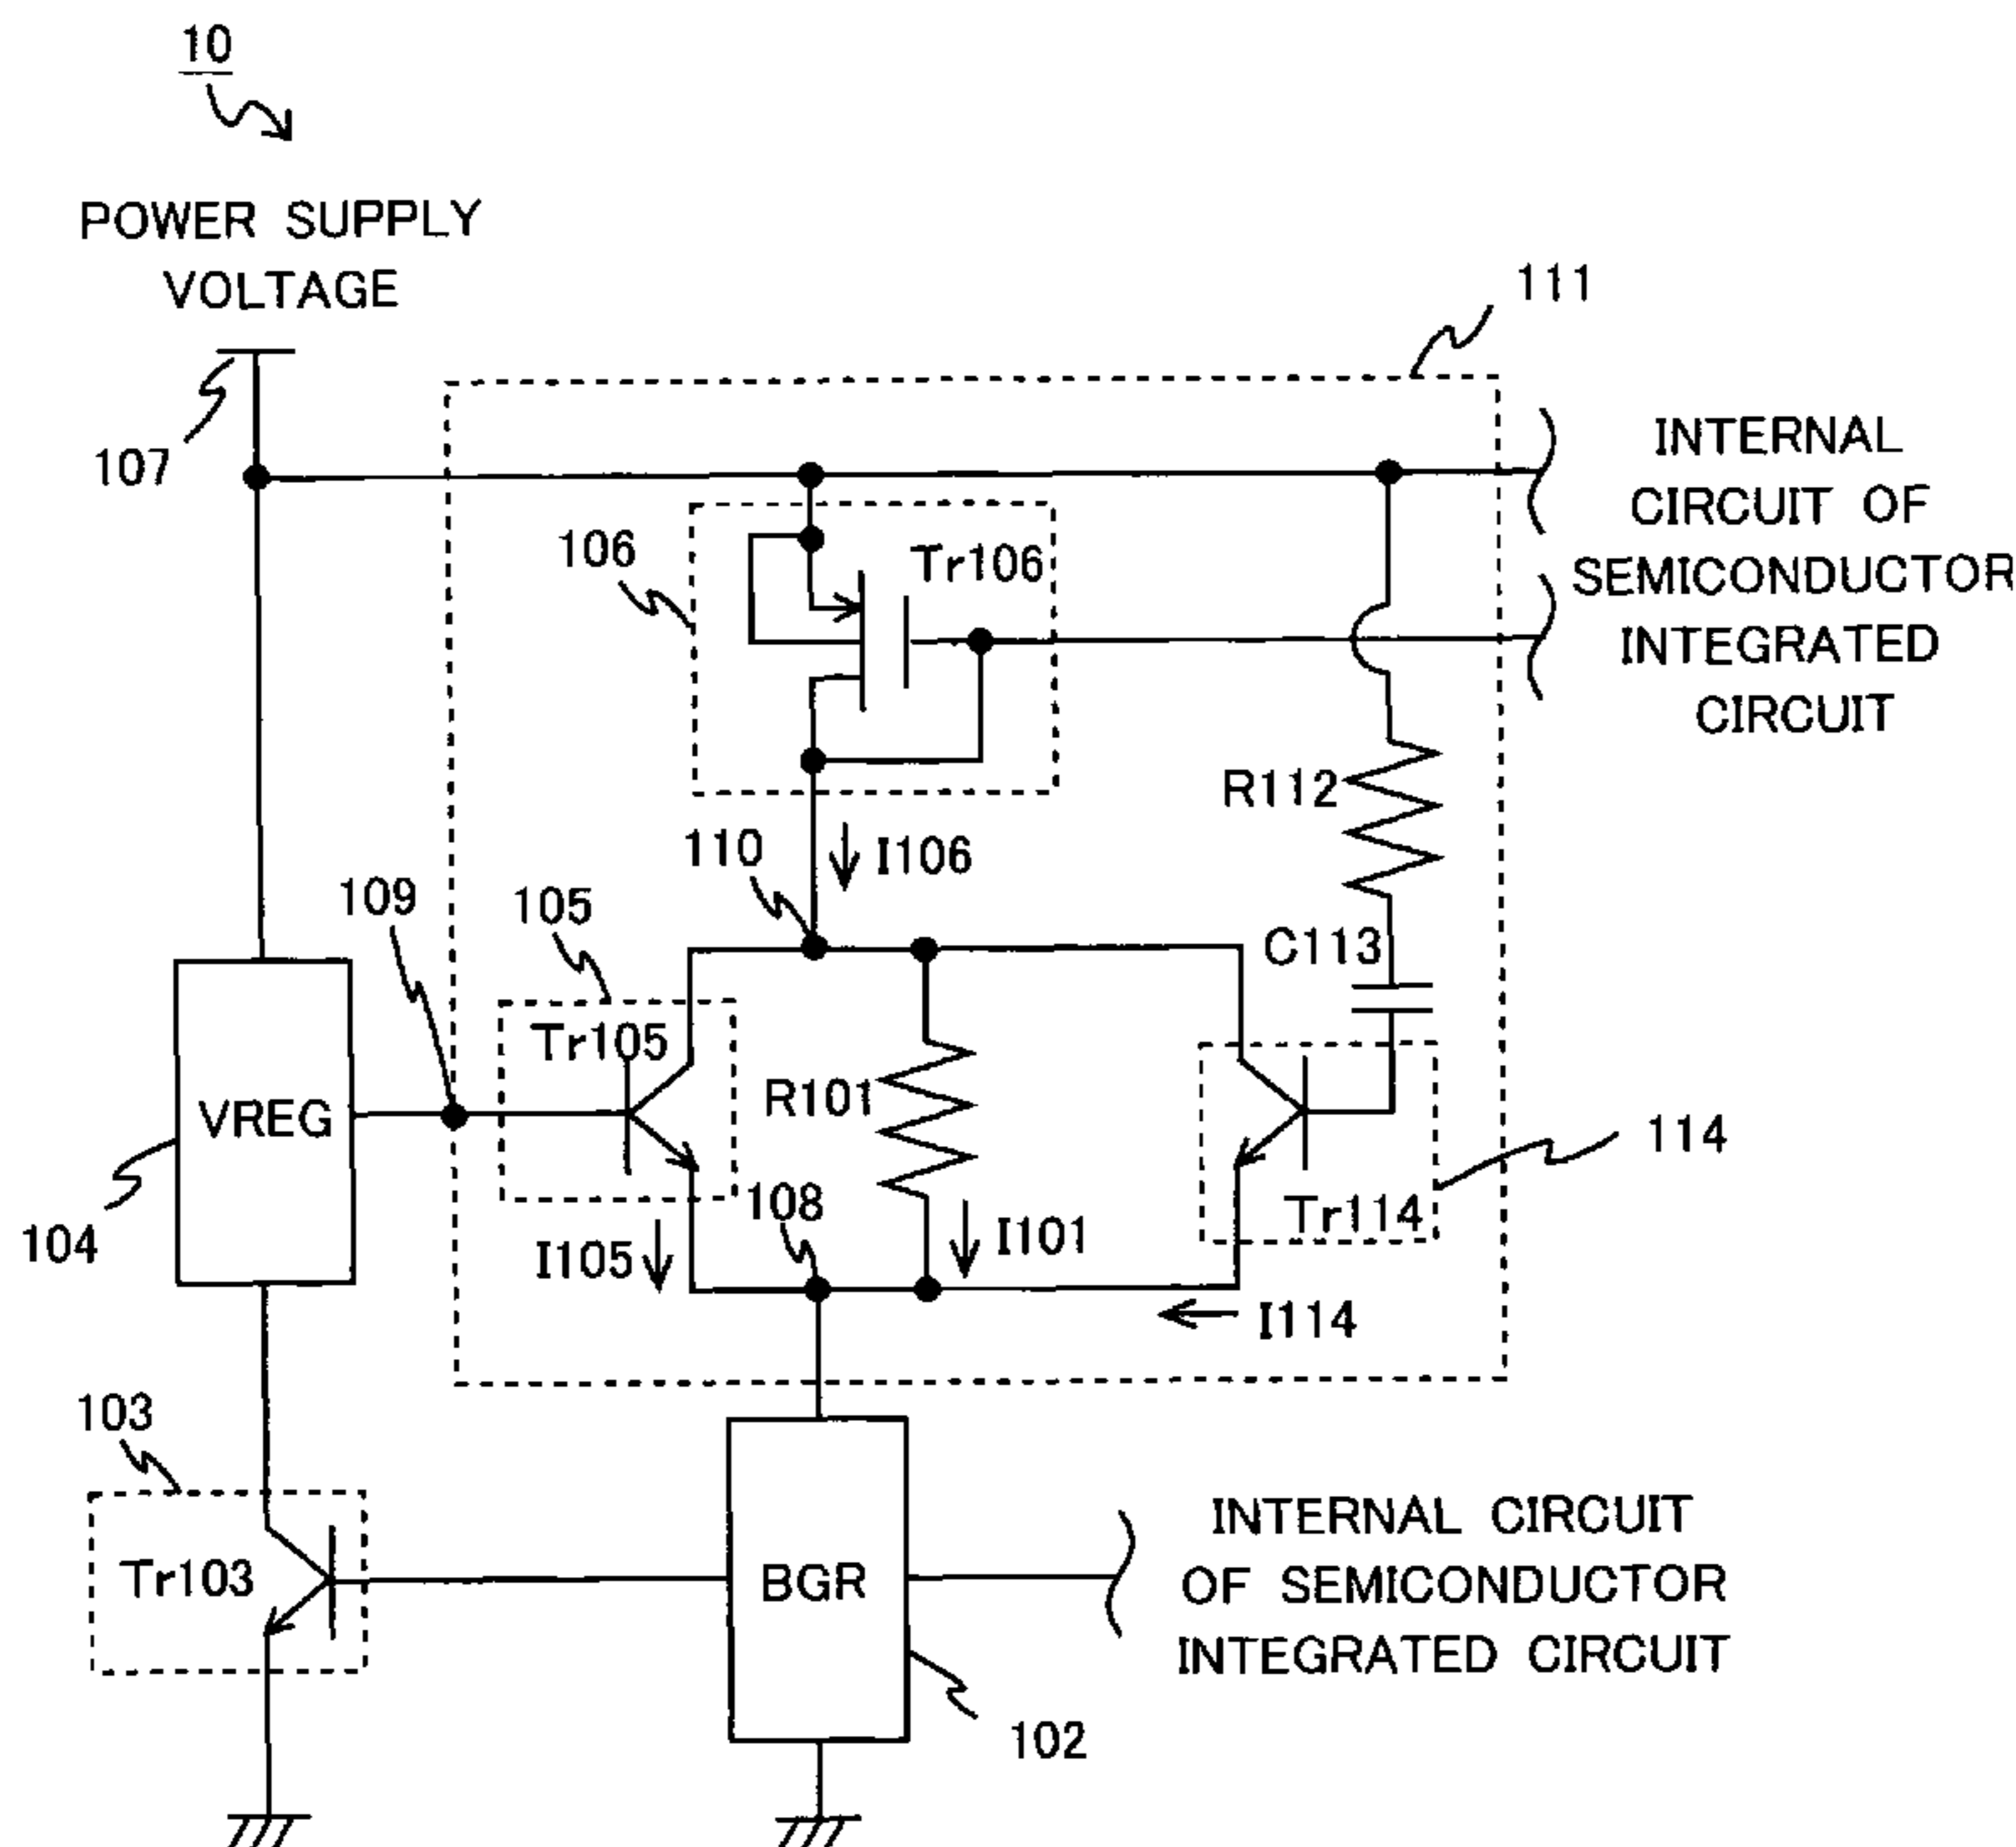 10
POWER SUPPLY
VOLTAGE
111
107
INTERNAL
CIRCUIT OF
SEMICONDUCTOR
INTEGRATED
CIRCUIT
106
Tr106
R112
110
I106
109
105
C113
Tr105
VREG
R101
114
104
108
Tr114
I105
I101
I114
103
Tr103
BGR
INTERNAL CIRCUIT
OF SEMICONDUCTOR
INTEGRATED CIRCUIT
102